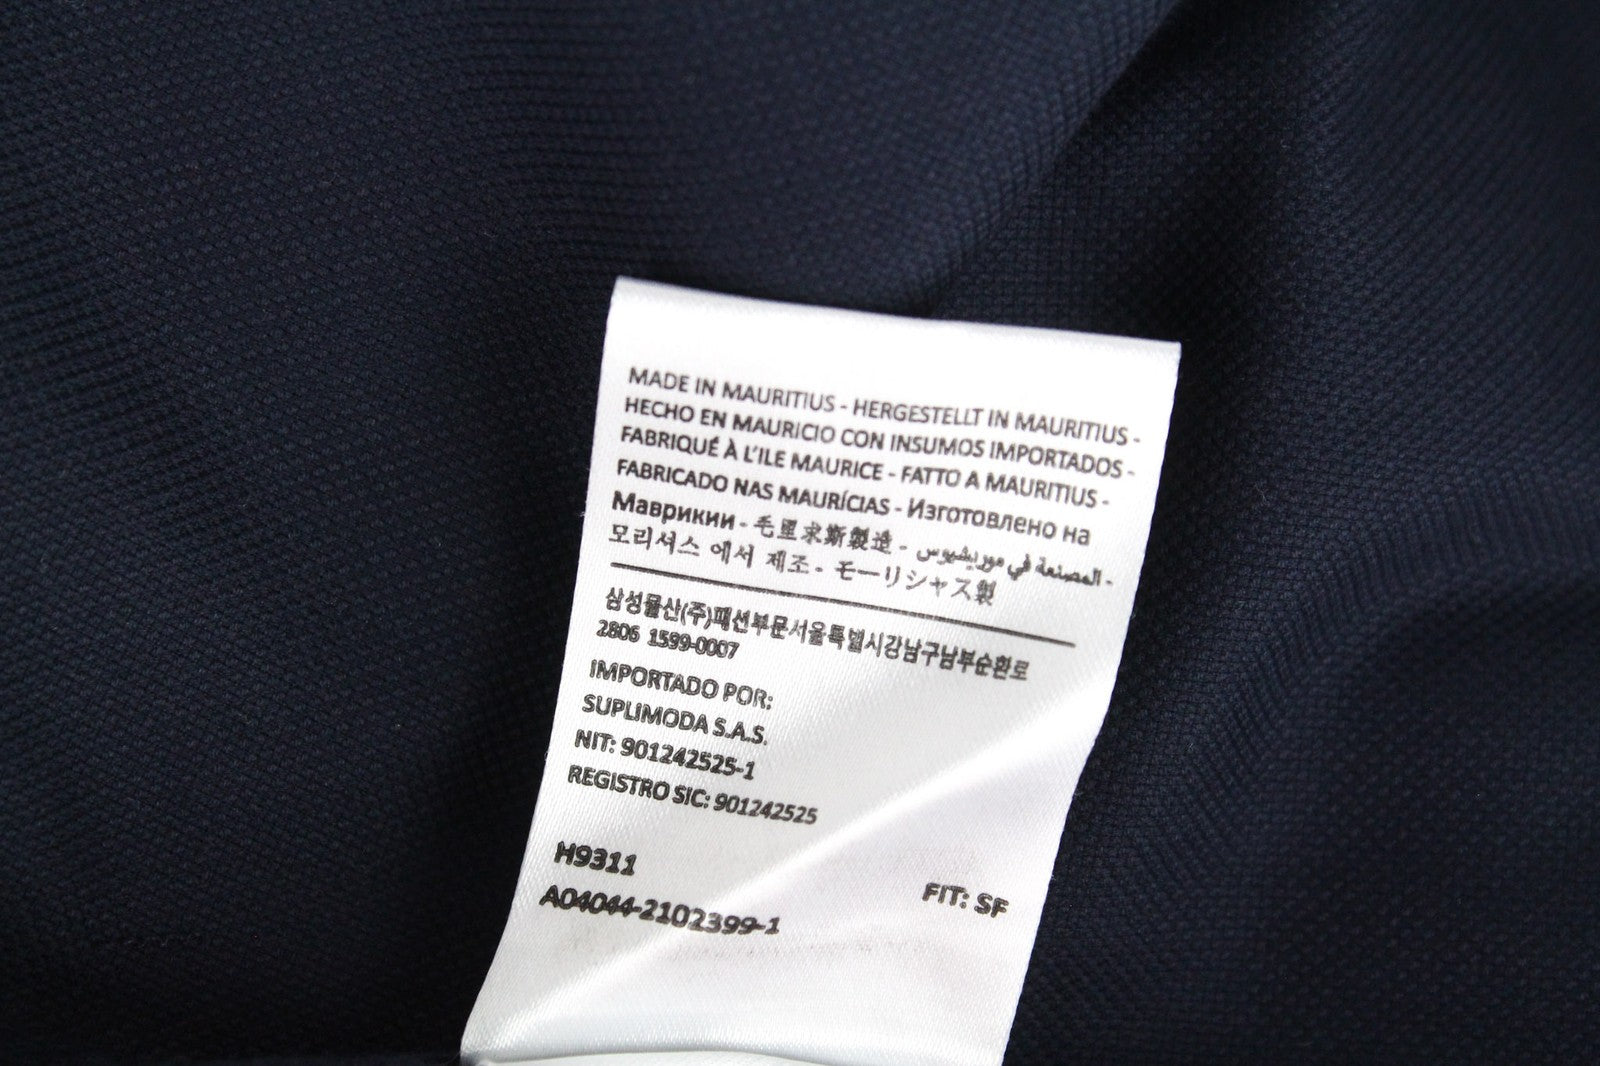 MADE IN MAURITIUS - HERGESTELLT IN MAURITIUS -
HECHO EN MAURICIO CON INSUMOS IMPORTADOS -
FABRIQUÉ À L'ILE MAURICE - FATTO A MAURITIUS -
FABRICADO NAS MAURÍCIAS - Изготовлено на
Маврикии - 毛里求斯製造 - المصنعة في موريشيوس -
모리셔스 에서 제조 - モーリシャス製
삼성물산(주)패션부문서울특별시강남구남부순환로
2806 1599-0007
IMPORTADO POR:
SUPLIMODA S.A.S.
NIT: 901242525-1
REGISTRO SIC: 901242525
H9311
A04044-2102399-1
FIT: SF